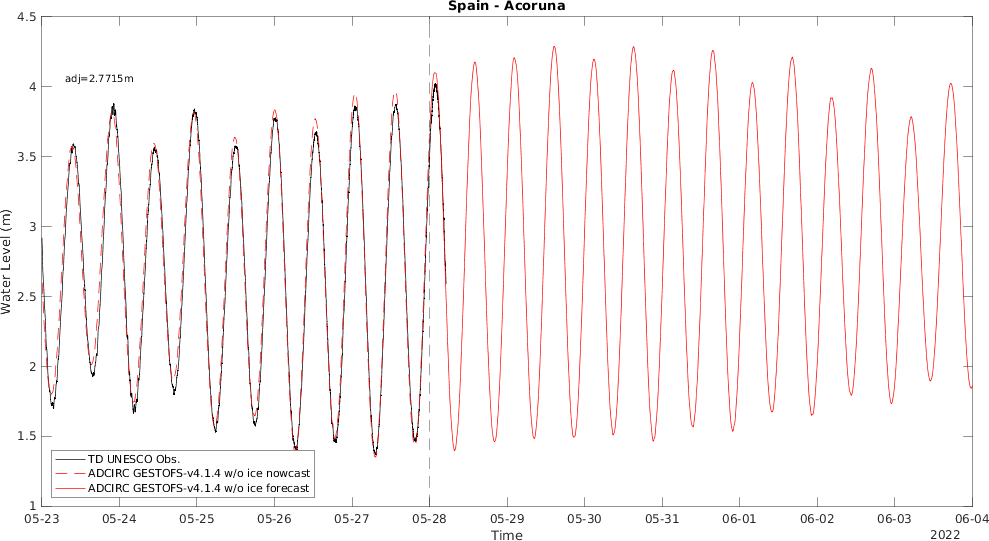 Spain - Acoruna
4.5
adj=2.7715m
4
3.5
3
2.5
2
1.5
1
Water Level (m)
TD UNESCO Obs.
ADCIRC GESTOFS-v4.1.4 w/o ice nowcast
ADCIRC GESTOFS-v4.1.4 w/o ice forecast
05-23 05-24 05-25 05-26 05-27 05-28 05-29 05-30 05-31 06-01 06-02 06-03 06-04
Time
2022